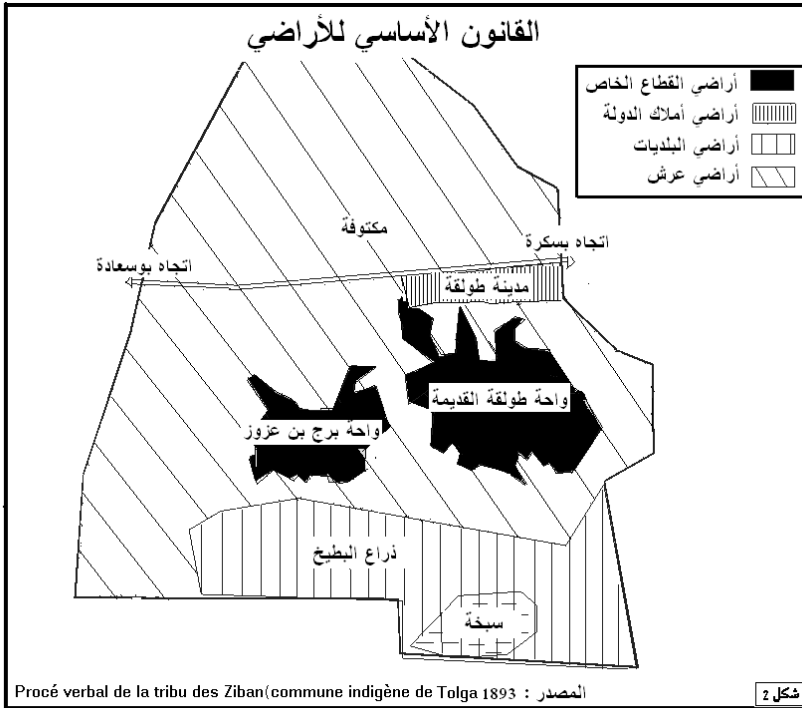 القانون الأساسي للأراضي
أراضي القطاع الخاص
أراضي أملاك الدولة
أراضي البلديات
أراضي عرش
مكتوفة
اتجاه بسكرة
اتجاه بوسعادة
مدينة طولقة
واحة طولقة القديمة
واحة برج بن عزوز
ذراع البطيخ
سبخة
المصدر : Procé verbal de la tribu des Ziban(commune indigène de Tolga 1893
شكل 2